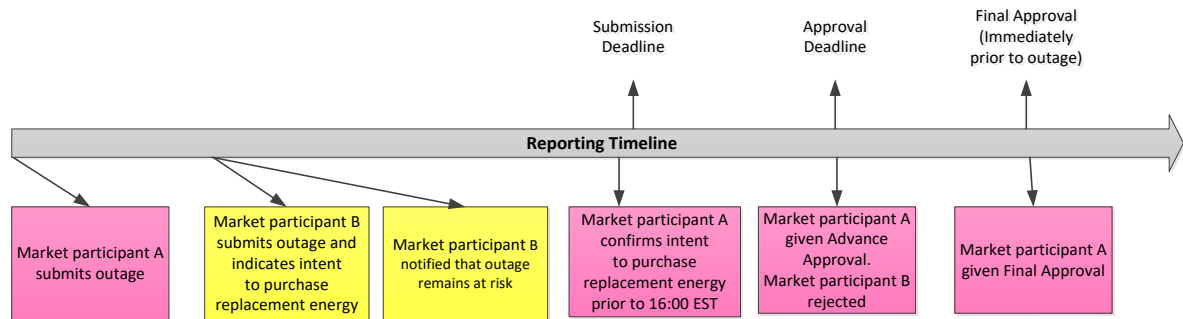 Submission
Deadline
Approval
Deadline
Final Approval
(Immediately
prior to outage)
Reporting Timeline
Market participant A
submits outage
Market participant B
submits outage and
indicates intent
to purchase
replacement energy
Market participant B
notified that outage
remains at risk
Market participant A
confirms intent
to purchase
replacement energy
prior to 16:00 EST
Market participant A
given Advance
Approval.
Market participant B
rejected
Market participant A
given Final Approval